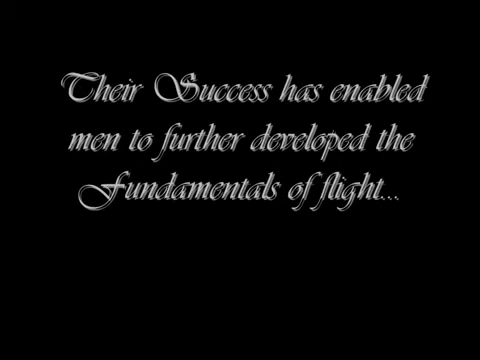 Their Success has enabled
men to further developed the
Fundamentals of flight...